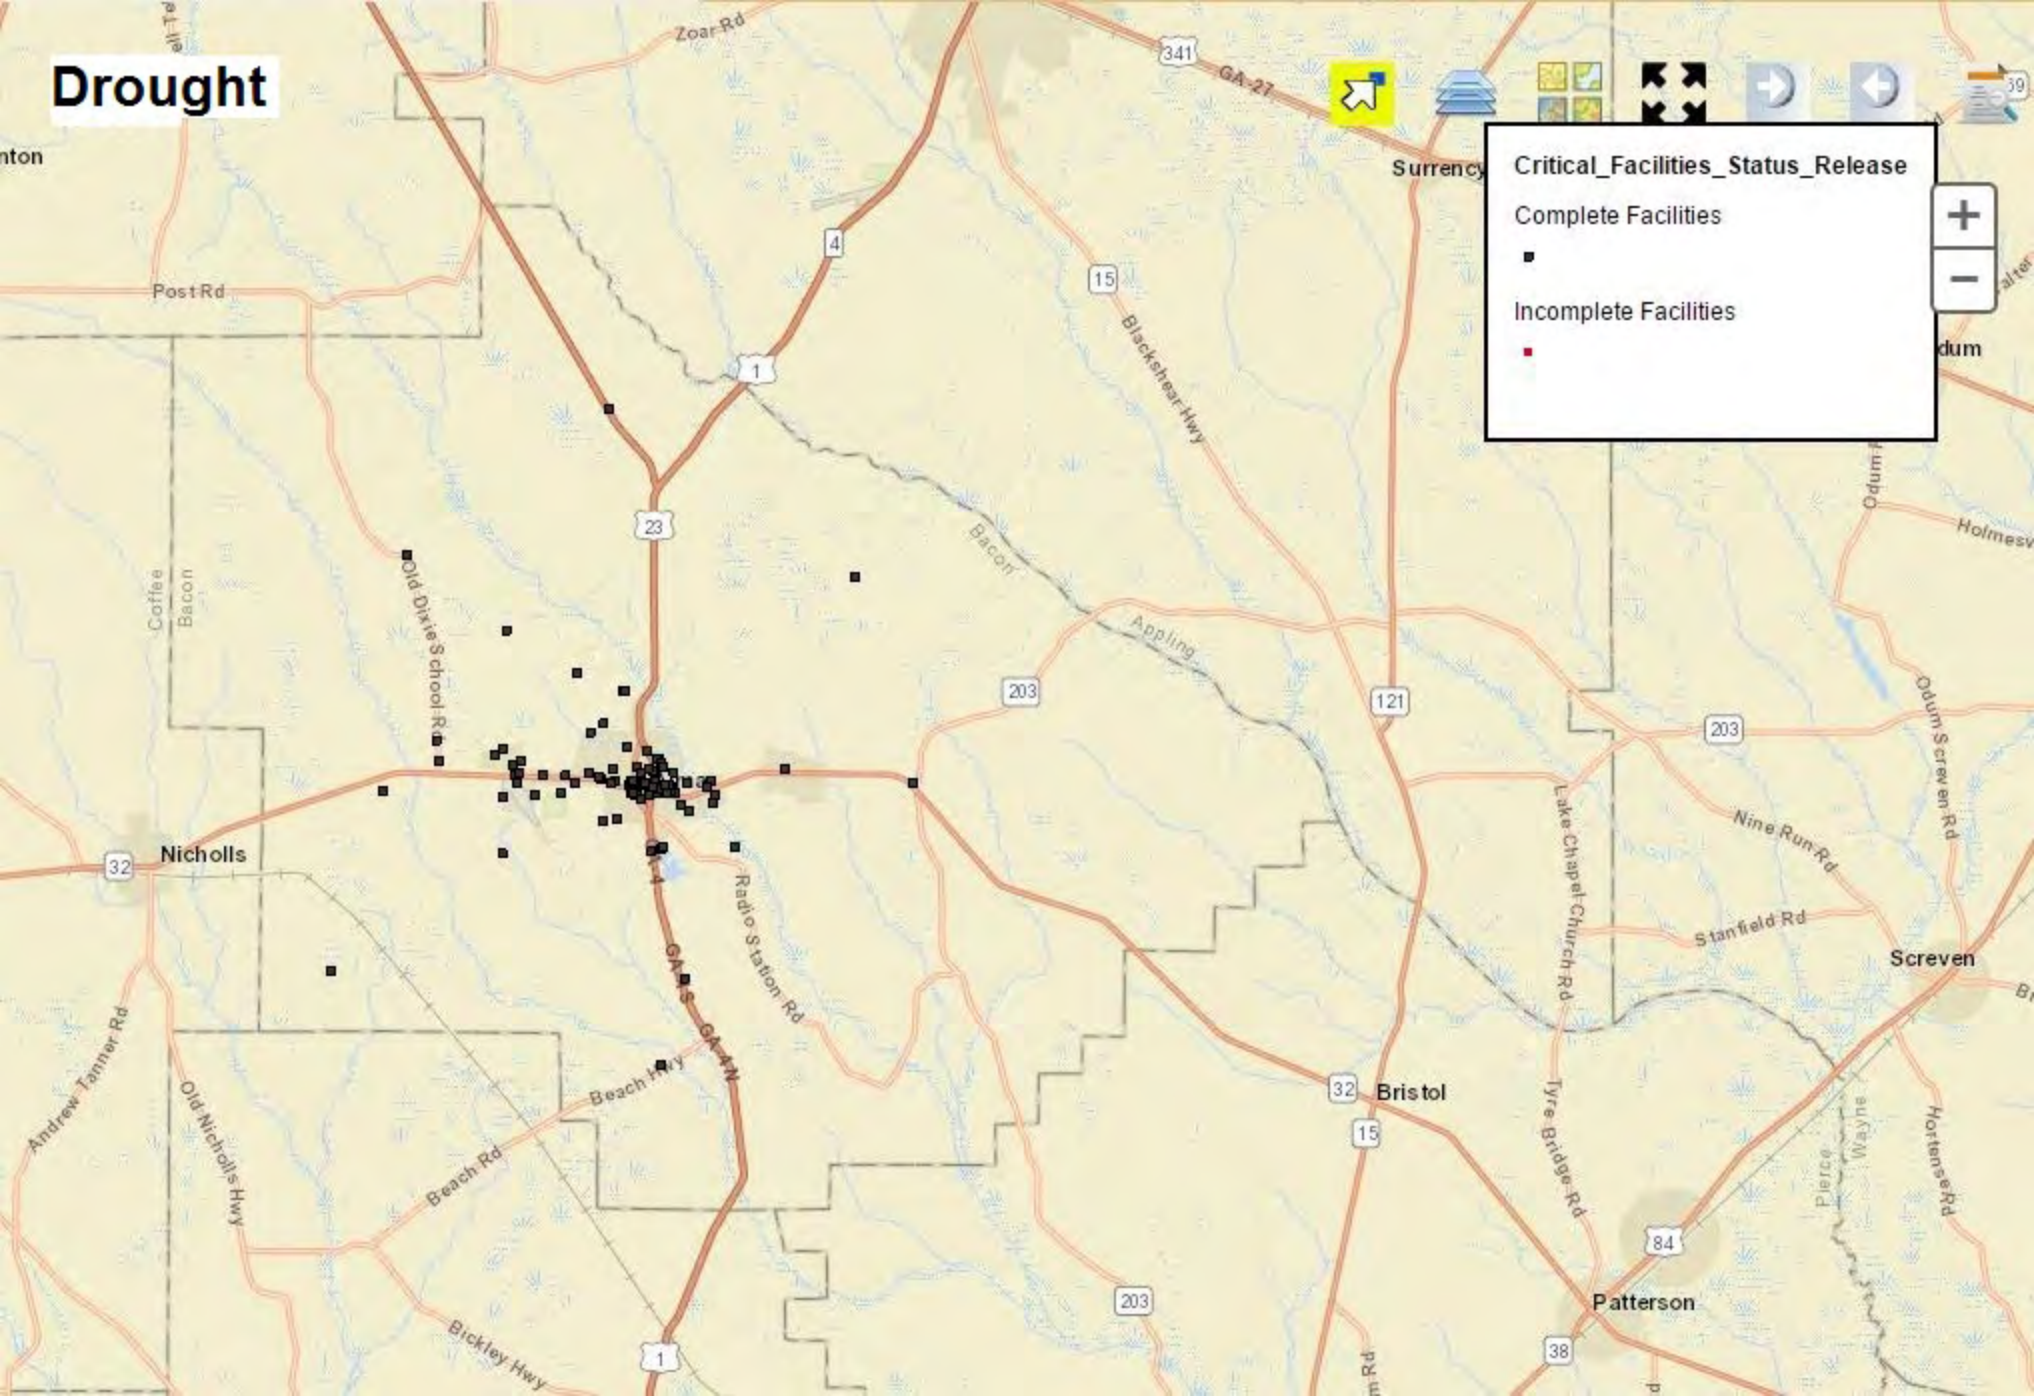 Drought
Zoar Rd
341
GA-27
Surrency
Critical_Facilities_Status_Release
Complete Facilities
Incomplete Facilities
+
−
nton
4
15
Post Rd
Blackshear Hwy
1
dum
23
Bacon
Holmesv
Coffee
Bacon
Old Dixie School Rd
Appling
203
121
203
Odum Screven Rd
Lake Chapel Church Rd
Nine Run Rd
Nicholls
32
Radio Station Rd
Stanfield Rd
Screven
GA-4 S
GA-4 N
Andrew Tanner Rd
Old Nicholls Hwy
Beach Hwy
Beach Rd
32
Bristol
15
Tyre Bridge Rd
Pierce
Wayne
Hortense Rd
84
203
Patterson
38
Bickley Hwy
1